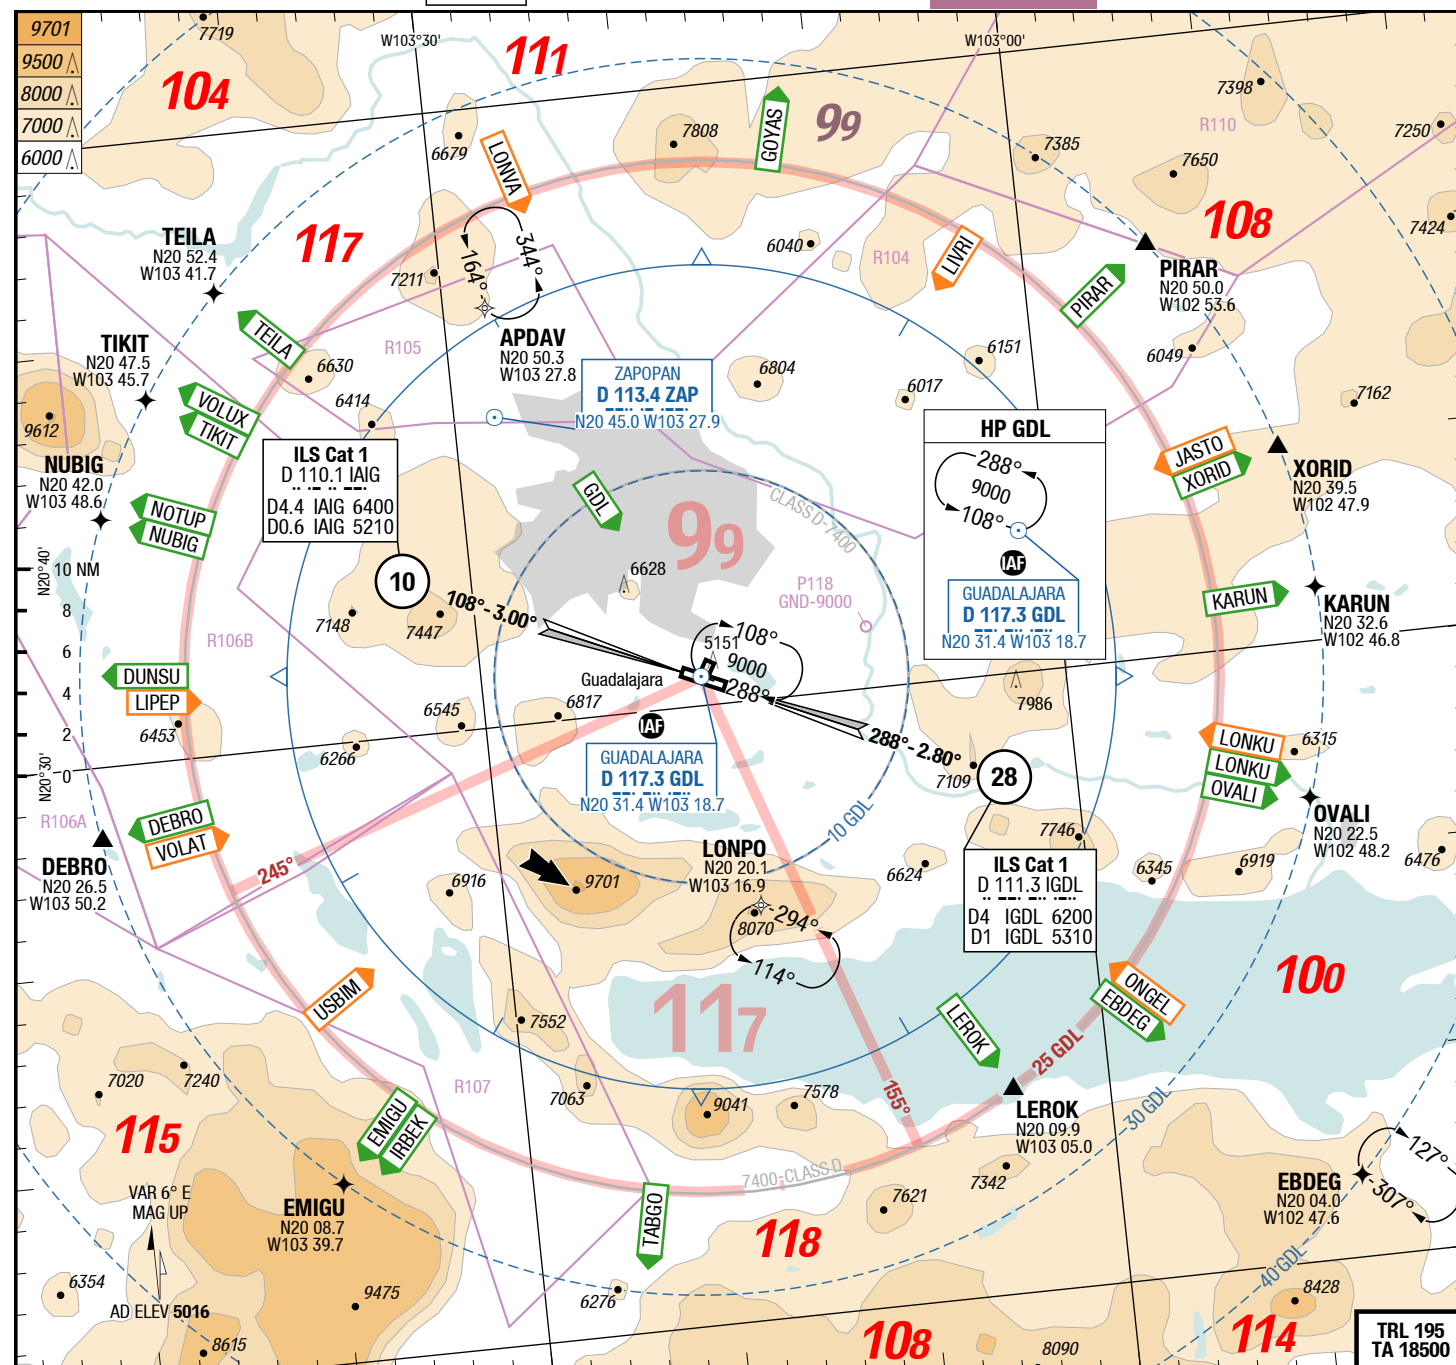 9701
9500
8000
7000
6000
W103°30'
W103°00'
7719
104
111
99
7398
R110
7250
7808
6679
LONVA
GOYAS
7385
7650
108
7424
117
TEILA
N20 52.4
W103 41.7
344°
164°
7211
6040
R104
LIVRI
PIRAR
N20 50.0
W102 53.6
PIRAR
TEILA
APDAV
N20 50.3
W103 27.8
R105
TIKIT
N20 47.5
W103 45.7
6630
6414
ZAPOPAN
D 113.4 ZAP
N20 45.0 W103 27.9
6804
6151
6017
6049
7162
VOLUX
TIKIT
9612
NUBIG
N20 42.0
W103 48.6
ILS Cat 1
D 110.1 IAIG
D4.4 IAIG 6400
D0.6 IAIG 5210
GDL
CLASS D-7400
99
HP GDL
288°
9000
108°
IAF
GUADALAJARA
D 117.3 GDL
N20 31.4 W103 18.7
JASTO
XORID
XORID
N20 39.5
W102 47.9
NOTUP
NUBIG
N20°40'
10 NM
8
6
4
2
0
N20°30'
10
108°-3.00°
6628
P118
GND-9000
KARUN
KARUN
N20 32.6
W102 46.8
7148
7447
R106B
108°
5151
9000
288°
Guadalajara
DUNSU
LIPEP
6453
6545
6817
6266
IAF
GUADALAJARA
D 117.3 GDL
N20 31.4 W103 18.7
7986
288°-2.80°
7109
28
LONKU
LONKU
OVALI
6315
OVALI
N20 22.5
W102 48.2
R106A
DEBRO
VOLAT
DEBRO
N20 26.5
W103 50.2
245°
10 GDL
LONPO
N20 20.1
W103 16.9
7746
6624
6345
6919
6476
6916
9701
ILS Cat 1
D 111.3 IGDL
D4 IGDL 6200
D1 IGDL 5310
8070
294°
114°
117
100
USBIM
7552
LEROK
ONGEL
EBDEG
25 GDL
7020
7240
R107
7063
9041
7578
155°
LEROK
N20 09.9
W103 05.0
30 GDL
115
EMIGU
IRBEK
7400-CLASS D
7342
127°
307°
EBDEG
N20 04.0
W102 47.6
VAR 6° E
MAG UP
EMIGU
N20 08.7
W103 39.7
TABGO
7621
118
40 GDL
6354
AD ELEV 5016
9475
6276
8428
8615
108
8090
114
TRL 195
TA 18500